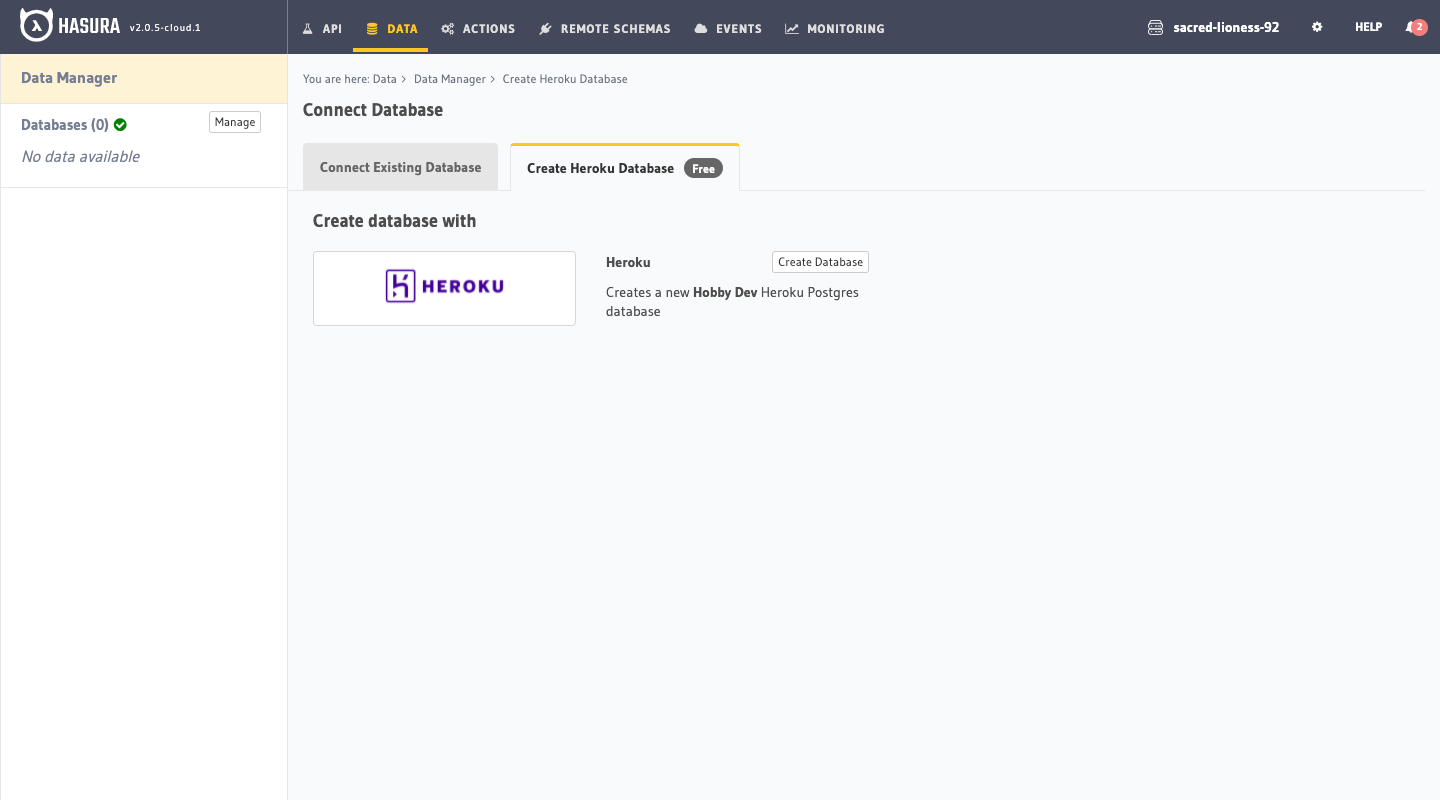 HASURA v2.0.5-cloud.1
API DATA ACTIONS REMOTE SCHEMAS EVENTS MONITORING
sacred-lioness-92 HELP 2
Data Manager
Databases (0) Manage
No data available
You are here: Data > Data Manager > Create Heroku Database
Connect Database
Connect Existing Database
Create Heroku Database Free
Create database with
HEROKU
Heroku Create Database
Creates a new Hobby Dev Heroku Postgres
database